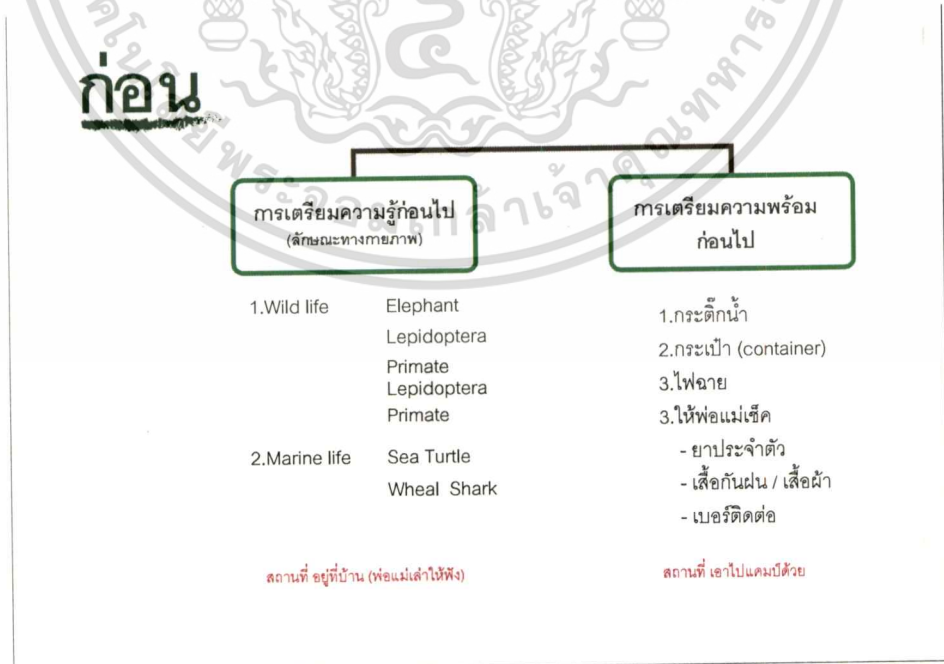 ก่อน
การเตรียมความรู้ก่อนไป
(ลักษณะทางกายภาพ)
1.Wild life Elephant
Lepidoptera
Primate
Lepidoptera
Primate
2.Marine life Sea Turtle
Wheal Shark
สถานที่ อยู่ที่บ้าน (พ่อแม่เล่าให้ฟัง)
การเตรียมความพร้อม
ก่อนไป
1.กระติ๊กน้ำ
2.กระเป๋า (container)
3.ไฟฉาย
3.ให้พ่อแม่เช็ค
- ยาประจำตัว
- เสื้อกันฝน / เสื้อผ้า
- เบอร์ติดต่อ
สถานที่ เอาไปแคมป์ด้วย